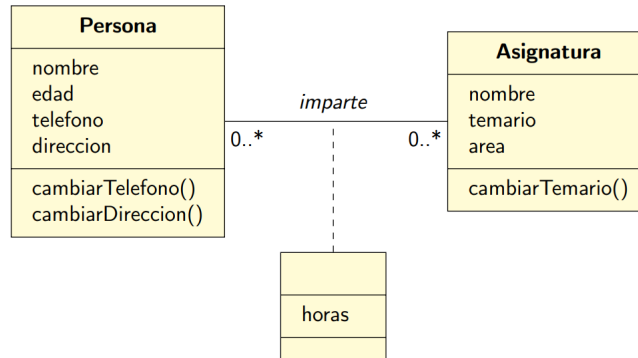 Persona
nombre
edad
telefono
direccion
cambiarTelefono()
cambiarDireccion()
imparte
0..*
0..*
Asignatura
nombre
temario
area
cambiarTemario()
horas